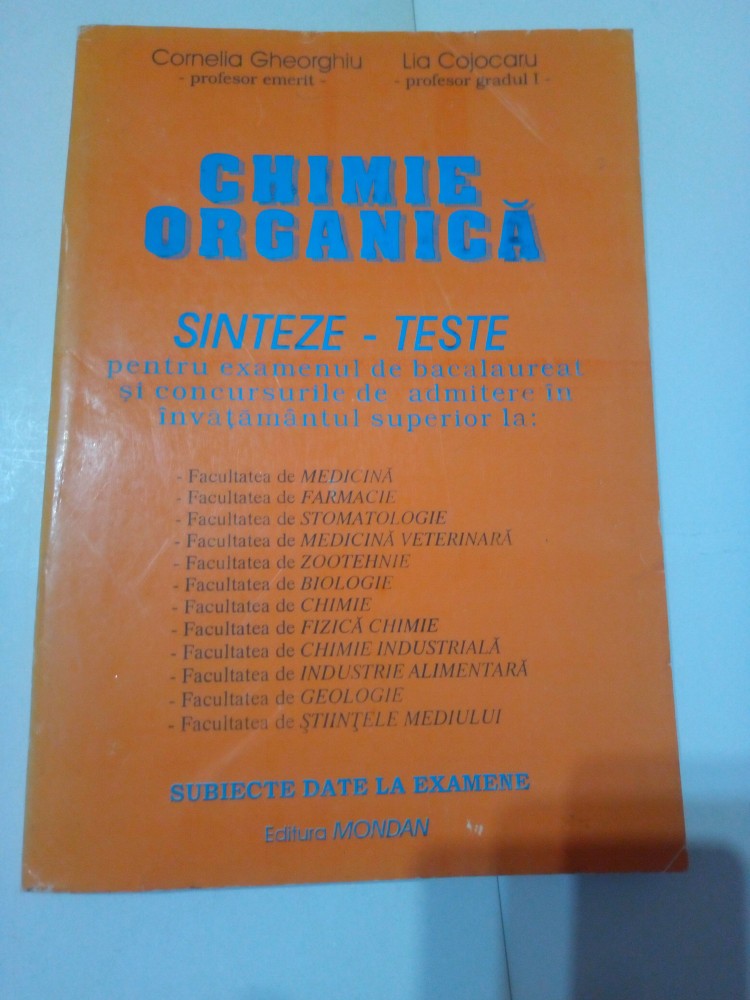 Cornelia Gheorghiu Lia Cojocaru
- profesor emerit - - profesor gradul I -
CHIMIE
ORGANICĂ
SINTEZE - TESTE
pentru examenul de bacalaureat
şi concursurile de admitere în
învăţământul superior la:
- Facultatea de MEDICINĂ
- Facultatea de FARMACIE
- Facultatea de STOMATOLOGIE
- Facultatea de MEDICINĂ VETERINARĂ
- Facultatea de ZOOTEHNIE
- Facultatea de BIOLOGIE
- Facultatea de CHIMIE
- Facultatea de FIZICĂ CHIMIE
- Facultatea de CHIMIE INDUSTRIALĂ
- Facultatea de INDUSTRIE ALIMENTARĂ
- Facultatea de GEOLOGIE
- Facultatea de ŞTIINŢELE MEDIULUI
SUBIECTE DATE LA EXAMENE
Editura MONDAN